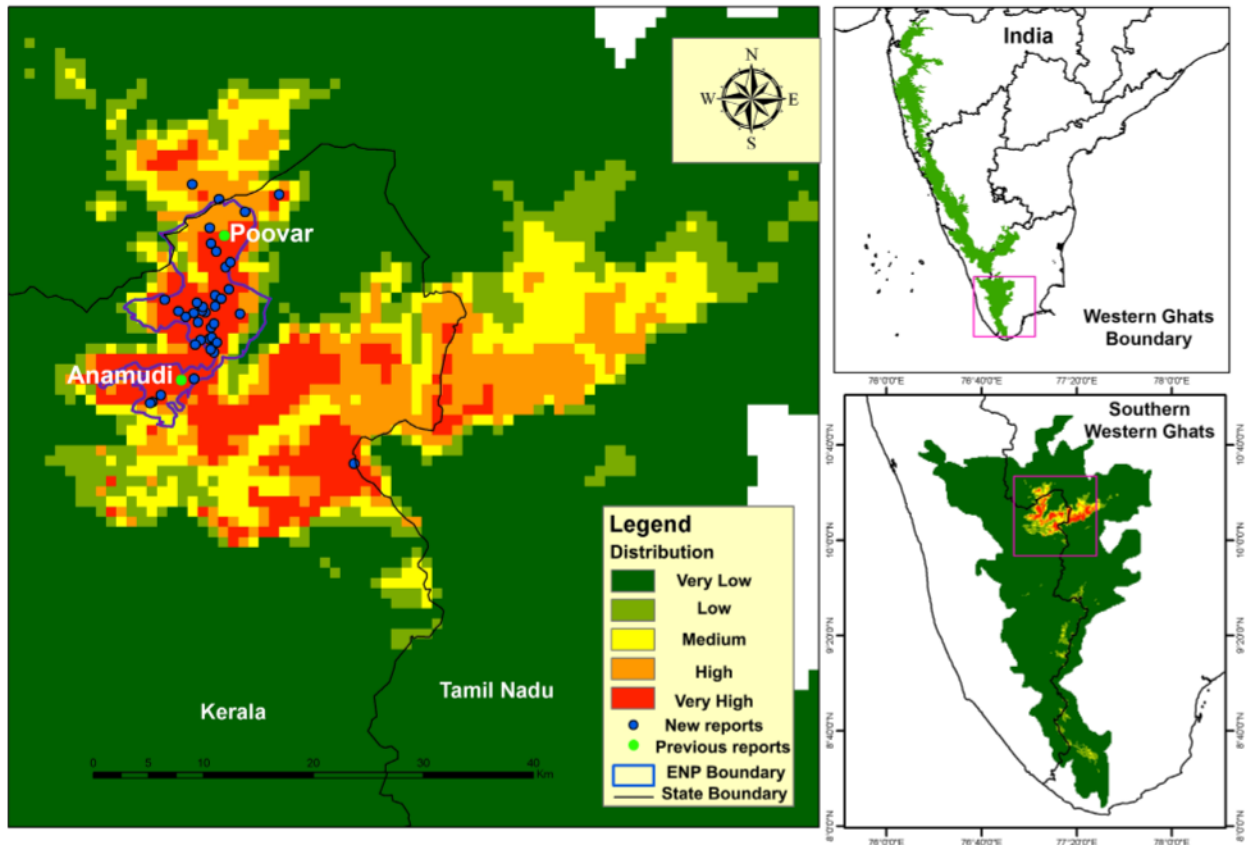 N
W
E
S
Poovar
Anamudi
Kerala
Tamil Nadu
0
5
10
20
30
40
Km
Legend
Distribution
Very Low
Low
Medium
High
Very High
New reports
Previous reports
ENP Boundary
State Boundary
India
Western Ghats
Boundary
76°0'0"E
76°40'0"E
77°20'0"E
78°0'0"E
Southern
Western Ghats
10°40'0"N
10°0'0"N
9°20'0"N
8°40'0"N
8°0'0"N
10°40'0"N
10°0'0"N
9°20'0"N
8°40'0"N
8°0'0"N
76°0'0"E
76°40'0"E
77°20'0"E
78°0'0"E